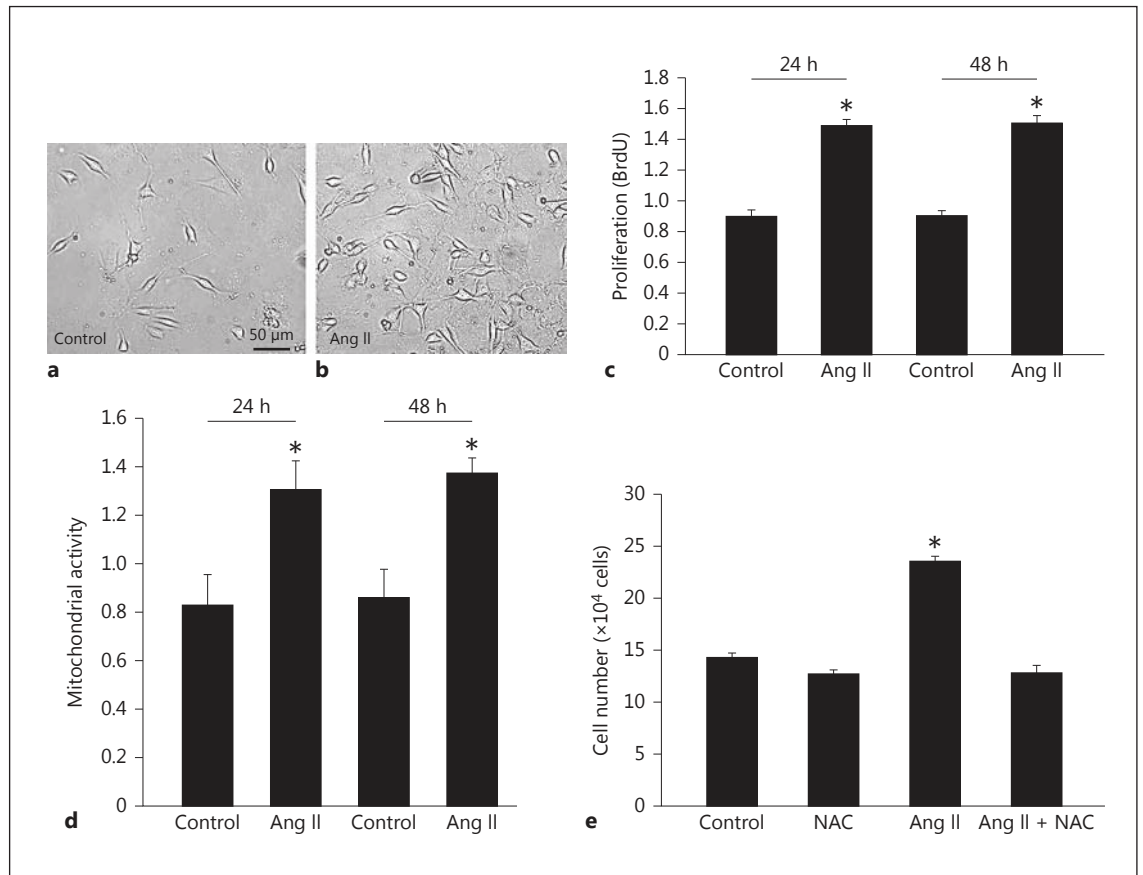 Control
50 µm
a
Ang II
b
24 h
48 h
1.8
1.6
1.4
1.2
1.0
0.8
0.6
0.4
0.2
0
Proliferation (BrdU)
*
*
Control
Ang II
Control
Ang II
c
24 h
48 h
1.6
1.4
1.2
1.0
0.8
0.6
0.4
0.2
0
Mitochondrial activity
*
*
Control
Ang II
Control
Ang II
d
30
25
20
15
10
5
0
Cell number (×10⁴ cells)
*
Control
NAC
Ang II
Ang II + NAC
e